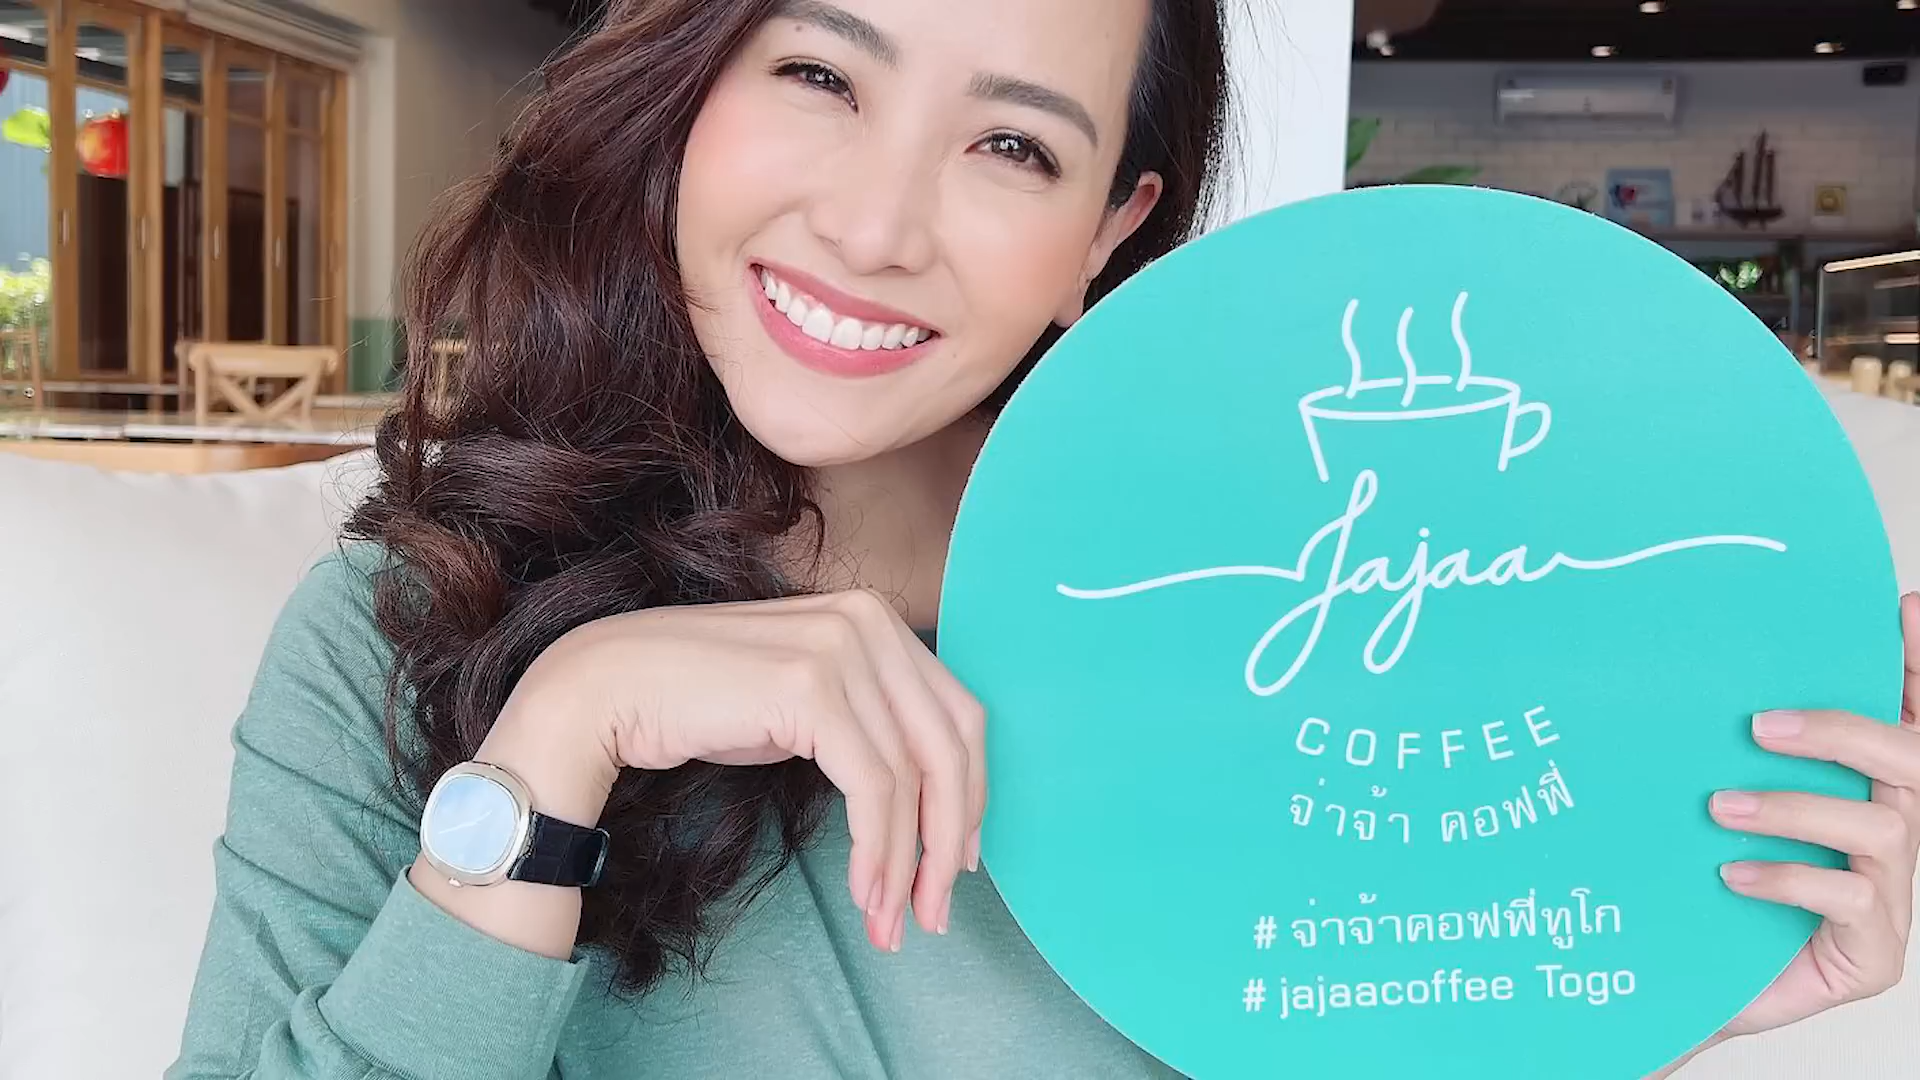 Jajaa
COFFEE
จ่าจ้า คอฟฟี่
# จ่าจ้าคอฟฟี่ทูโก
# jajaacoffee Togo